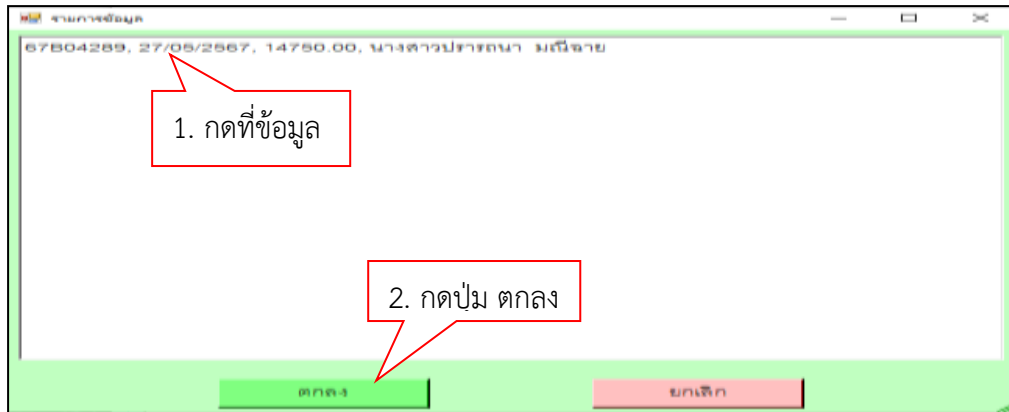 รายการข้อมูล
67B04289, 27/05/2567, 14750.00, นางสาวปรารถนา มณีฉาย
1. กดที่ข้อมูล
2. กดปุ่ม ตกลง
ตกลง
ยกเลิก